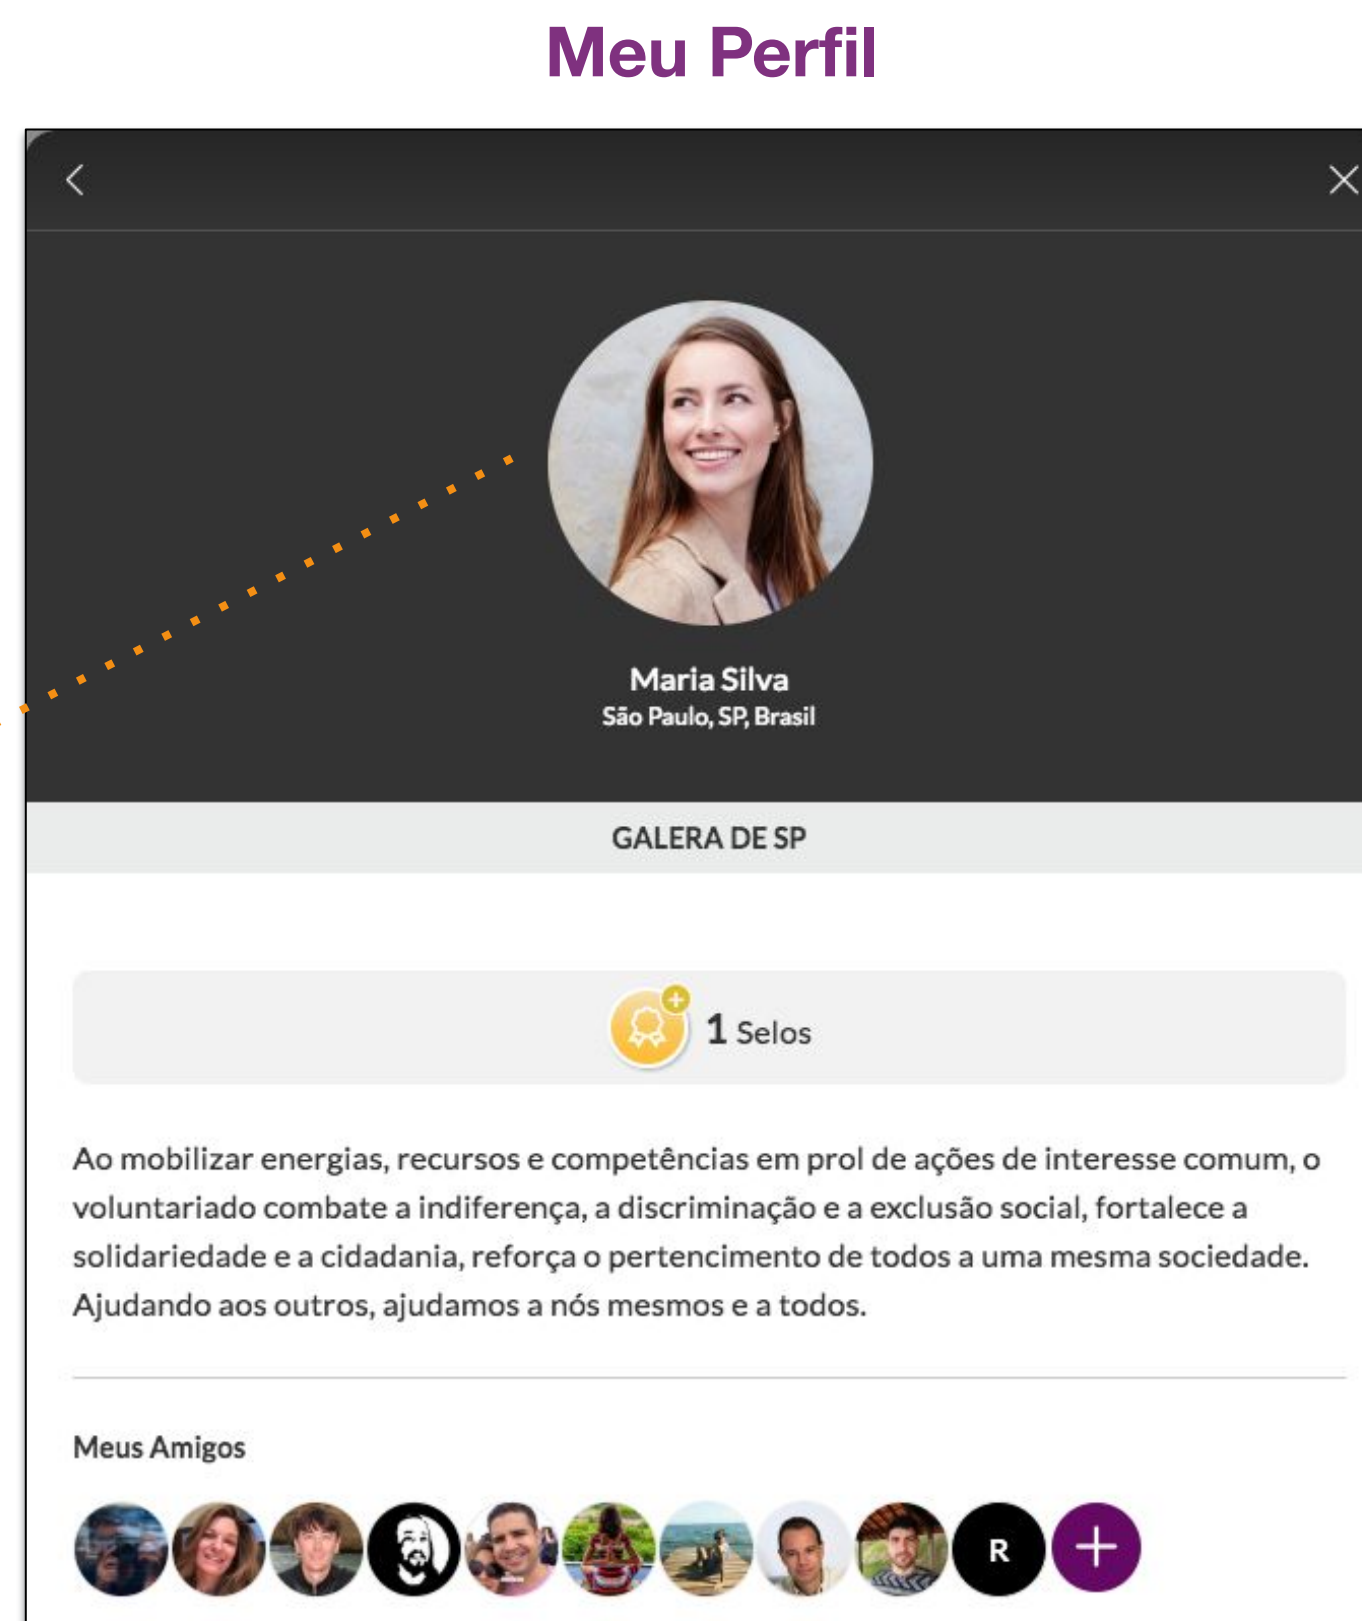 Meu Perfil
Maria Silva
São Paulo, SP, Brasil
GALERA DE SP
1 Selos
Ao mobilizar energias, recursos e competências em prol de ações de interesse comum, o
voluntariado combate a indiferença, a discriminação e a exclusão social, fortalece a
solidariedade e a cidadania, reforça o pertencimento de todos a uma mesma sociedade.
Ajudando aos outros, ajudamos a nós mesmos e a todos.
Meus Amigos
R